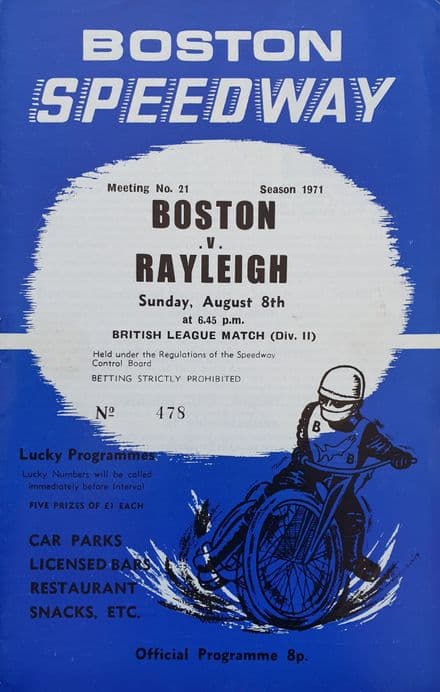 BOSTON
SPEEDWAY
Meeting No. 21 Season 1971
BOSTON
.v.
RAYLEIGH
Sunday, August 8th
at 6.45 p.m.
BRITISH LEAGUE MATCH (Div. II)
Held under the Regulations of the Speedway
Control Board
BETTING STRICTLY PROHIBITED
Nº 478
Lucky Programmes
Lucky Numbers will be called
immediately before Interval
FIVE PRIZES OF £1 EACH
B
B
CAR PARKS
LICENSED BARS
RESTAURANT
SNACKS, ETC.
Official Programme 8p.